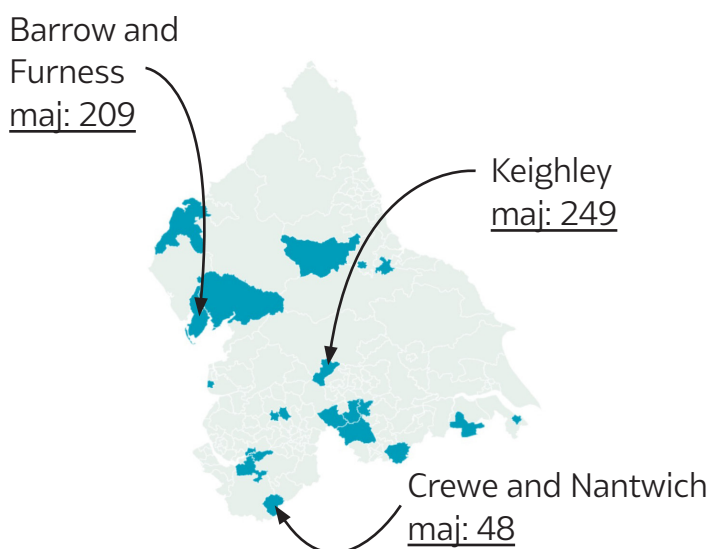 Barrow and
Furness
maj: 209
Keighley
maj: 249
Crewe and Nantwich
maj: 48